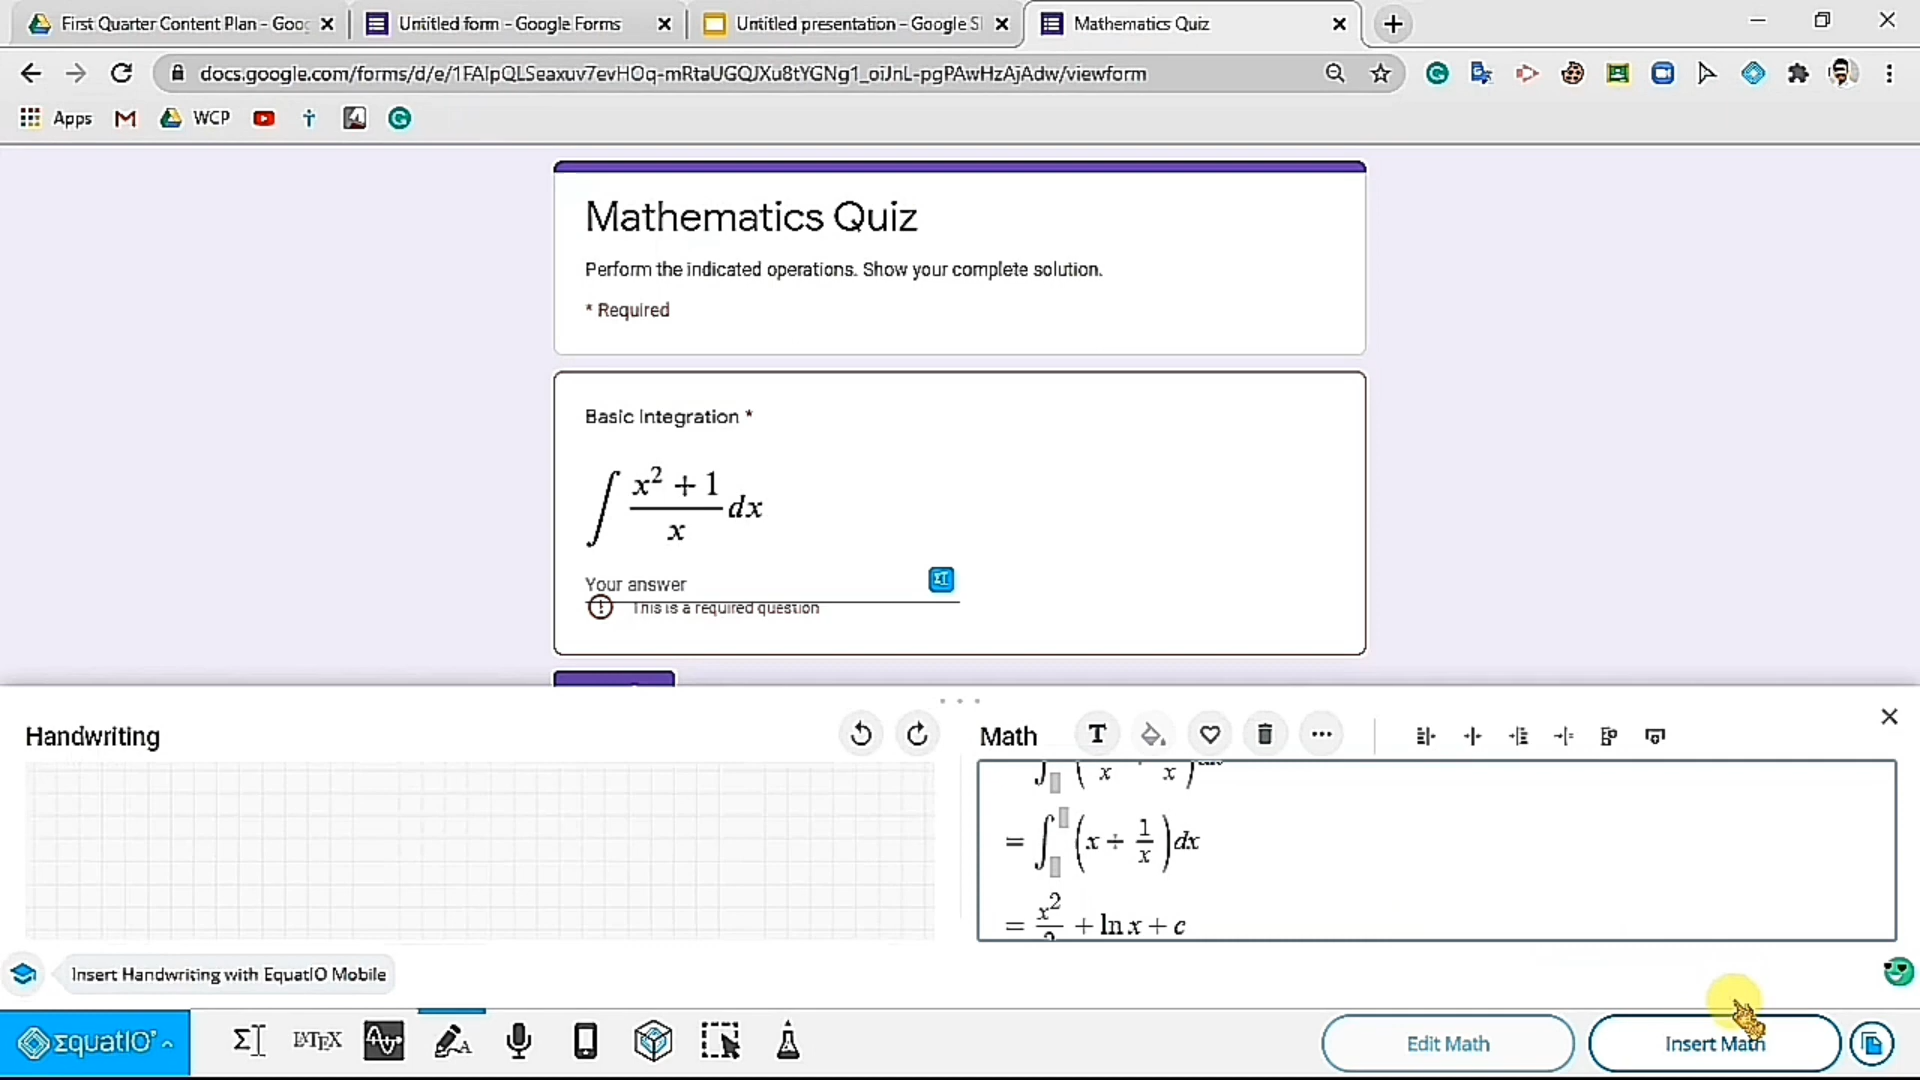 First Quarter Content Plan - Goog
Untitled form - Google Forms
Untitled presentation - Google Sl
Mathematics Quiz
docs.google.com/forms/d/e/1FAIpQLSeaxuv7evHOq-mRtaUGQJXu8tYGNg1_oiJnL-pgPAwHzAjAdw/viewform
Apps
WCP
Mathematics Quiz
Perform the indicated operations. Show your complete solution.
* Required
Basic Integration *
∫ (x² + 1)/x dx
Your answer
This is a required question
Handwriting
Math
T
= ∫ (x + 1/x) dx
= x²/2 + ln x + c
Insert Handwriting with EquatIO Mobile
ΣquatIO
LATEX
Edit Math
Insert Math